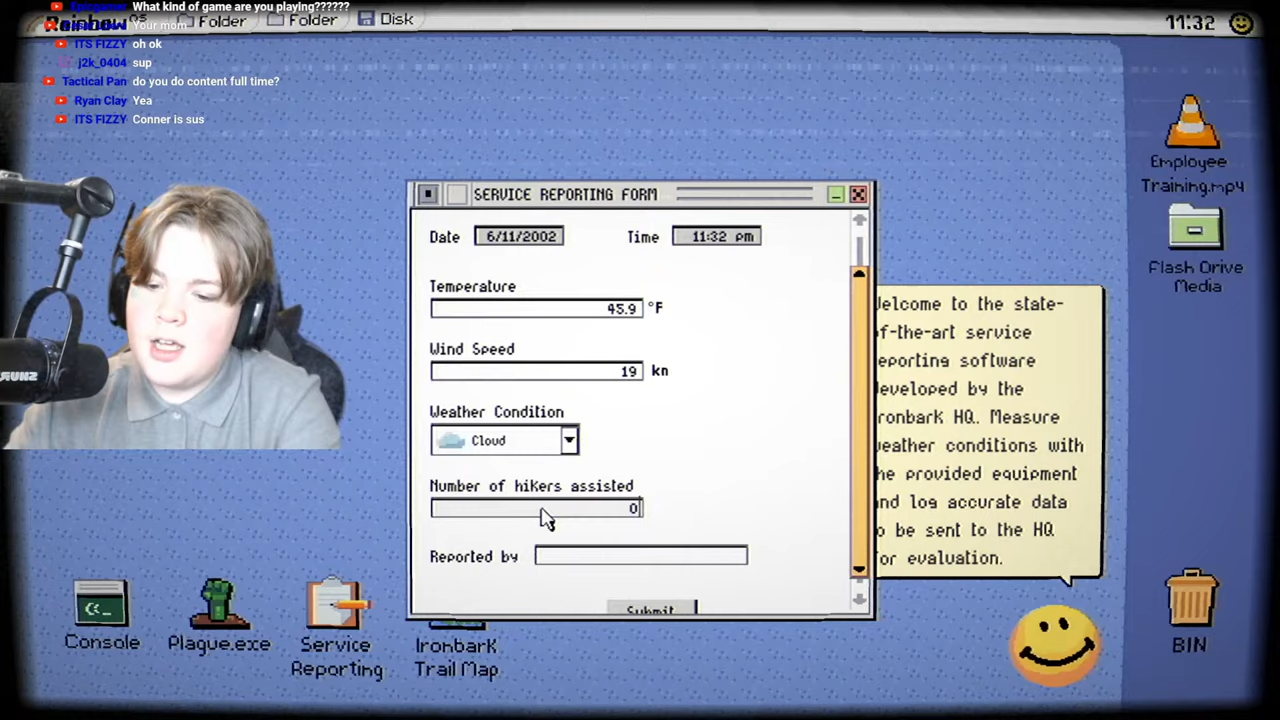 What kind of game are you playing??????
RainbowOS
Folder
Folder
Disk
11:32
Your mom
ITS FIZZY oh ok
j2k_0404 sup
Tactical Pan do you do content full time?
Ryan Clay Yea
ITS FIZZY Conner is sus
Employee
Training.mp4
Flash Drive
Media
SERVICE REPORTING FORM
Date 6/11/2002 Time 11:32 pm
Temperature
45.9 °F
Wind Speed
19 kn
Weather Condition
Cloud
Number of hikers assisted
0
Reported by
Submit
Welcome to the state-
of-the-art service
reporting software
developed by the
Ironbark HQ. Measure
weather conditions with
the provided equipment
and log accurate data
to be sent to the HQ
for evaluation.
Console
Plague.exe
Service
Reporting
Ironbark
Trail Map
BIN